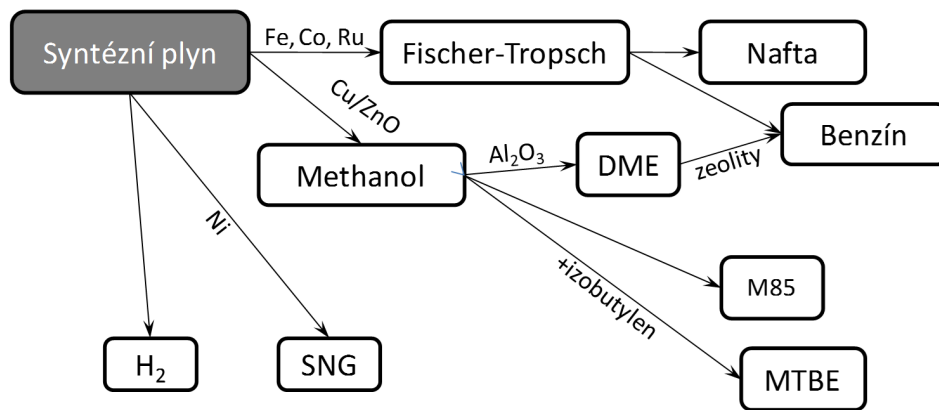 Syntézní plyn
Fe, Co, Ru
Fischer-Tropsch
Nafta
Cu/ZnO
Benzín
Methanol
Al₂O₃
DME
zeolity
Ni
+izobutylen
M85
H₂
SNG
MTBE